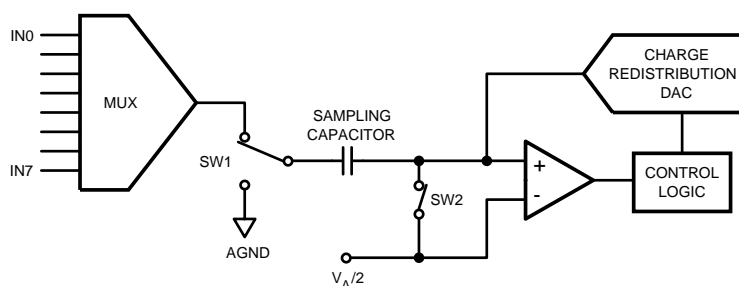 IN0
MUX
IN7
SW1
AGND
SAMPLING
CAPACITOR
SW2
V_A/2
+
-
CHARGE
REDISTRIBUTION
DAC
CONTROL
LOGIC